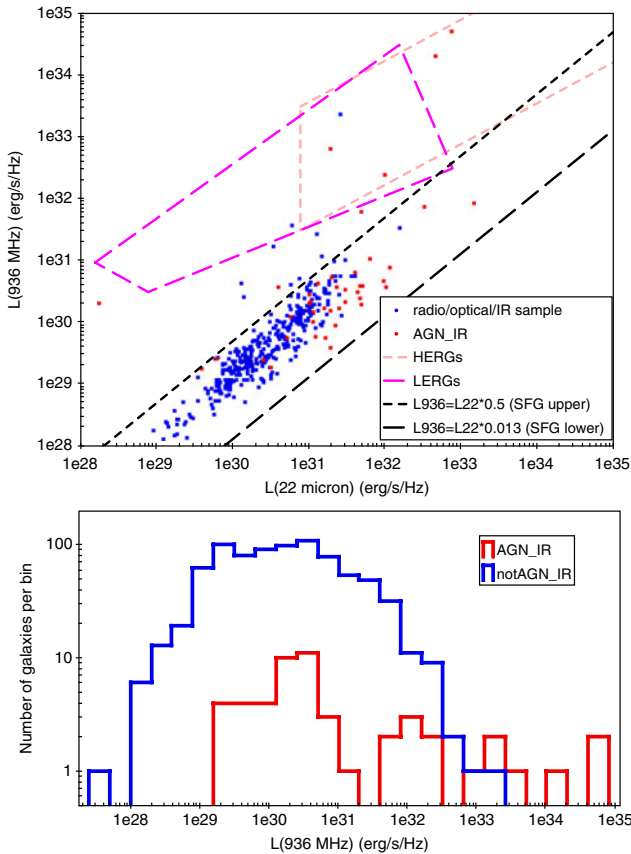 1e35
1e34
1e33
1e32
1e31
1e30
1e29
1e28
L(936 MHz) (erg/s/Hz)
radio/optical/IR sample
AGN_IR
HERGs
LERGs
L936=L22*0.5 (SFG upper)
L936=L22*0.013 (SFG lower)
1e28 1e29 1e30 1e31 1e32 1e33 1e34 1e35
L(22 micron) (erg/s/Hz)
100
10
1
Number of galaxies per bin
AGN_IR
notAGN_IR
1e28 1e29 1e30 1e31 1e32 1e33 1e34 1e35
L(936 MHz) (erg/s/Hz)